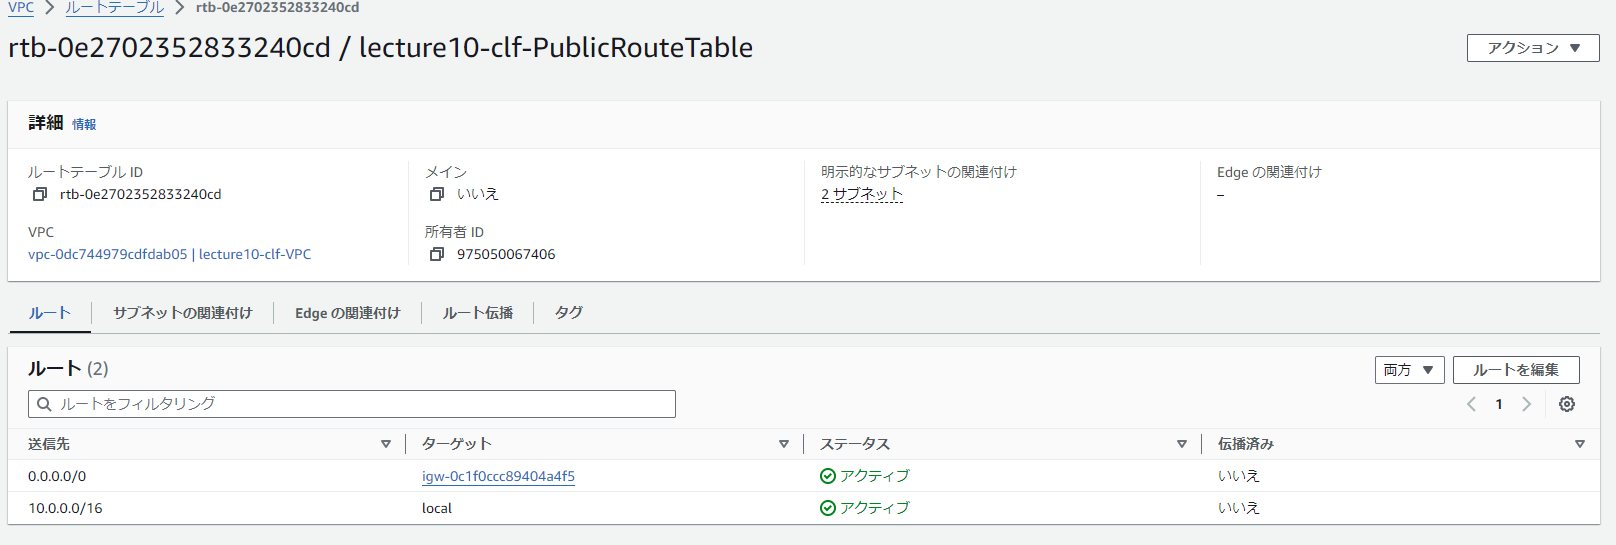 VPC > ルートテーブル > rtb-0e2702352833240cd
rtb-0e2702352833240cd / lecture10-clf-PublicRouteTable
アクション
詳細 情報
ルートテーブル ID
rtb-0e2702352833240cd
メイン
いいえ
明示的なサブネットの関連付け
2 サブネット
Edge の関連付け
–
VPC
vpc-0dc744979cdfdab05 | lecture10-clf-VPC
所有者 ID
975050067406
ルート サブネットの関連付け Edge の関連付け ルート伝播 タグ
ルート (2)
両方 ルートを編集
ルートをフィルタリング
1
送信先 ターゲット ステータス 伝播済み
0.0.0.0/0 igw-0c1f0ccc89404a4f5 アクティブ いいえ
10.0.0.0/16 local アクティブ いいえ